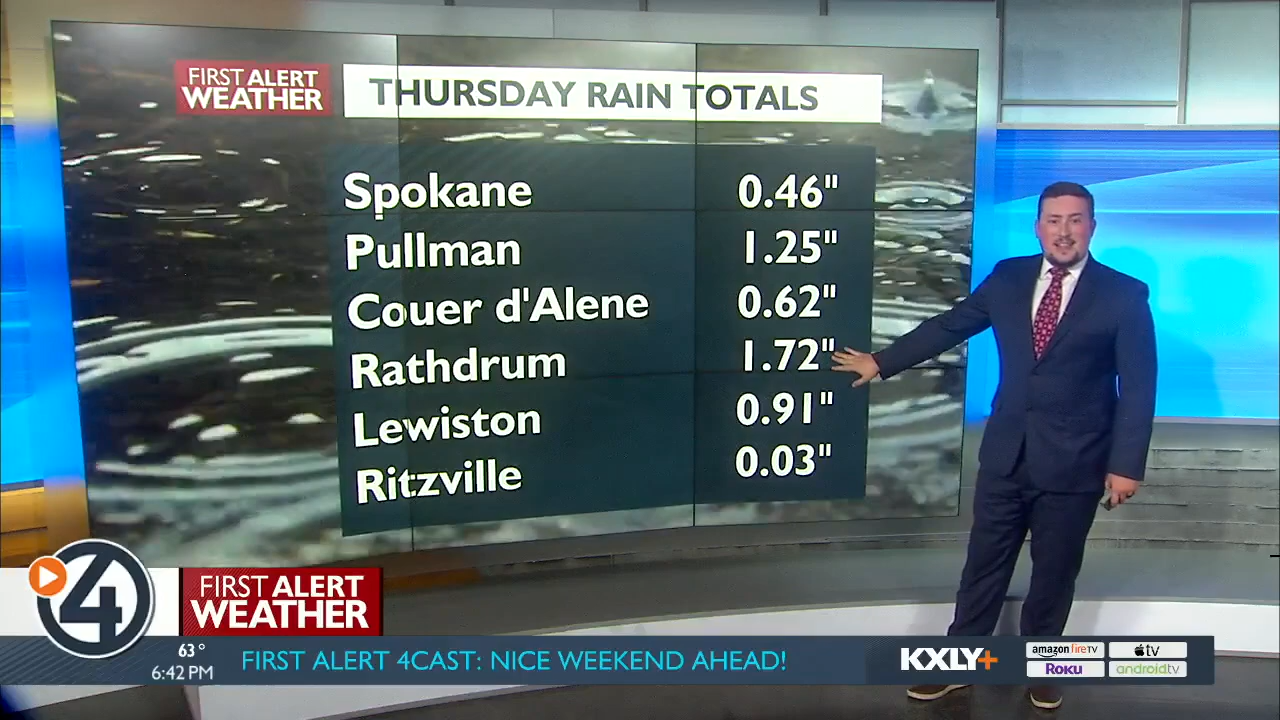 FIRST ALERT
WEATHER
THURSDAY RAIN TOTALS
Spokane 0.46"
Pullman 1.25"
Couer d'Alene 0.62"
Rathdrum 1.72"
Lewiston 0.91"
Ritzville 0.03"
4
FIRST ALERT
WEATHER
63°
6:42 PM
FIRST ALERT 4CAST: NICE WEEKEND AHEAD!
KXLY+
amazon fireTV
tv
Roku
androidtv